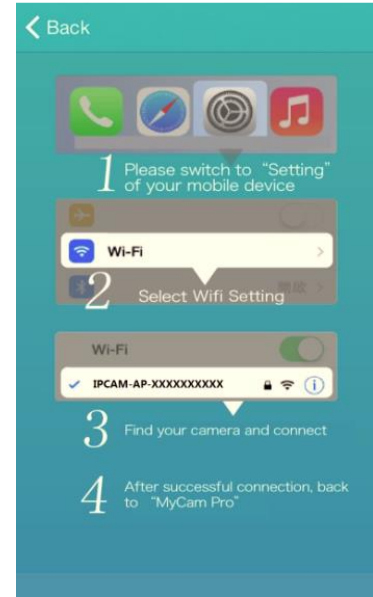 Back
1 Please switch to “Setting”
of your mobile device
Wi-Fi
2 Select Wifi Setting
Wi-Fi
IPCAM-AP-XXXXXXXXXX
3 Find your camera and connect
4 After successful connection, back
to “MyCam Pro”